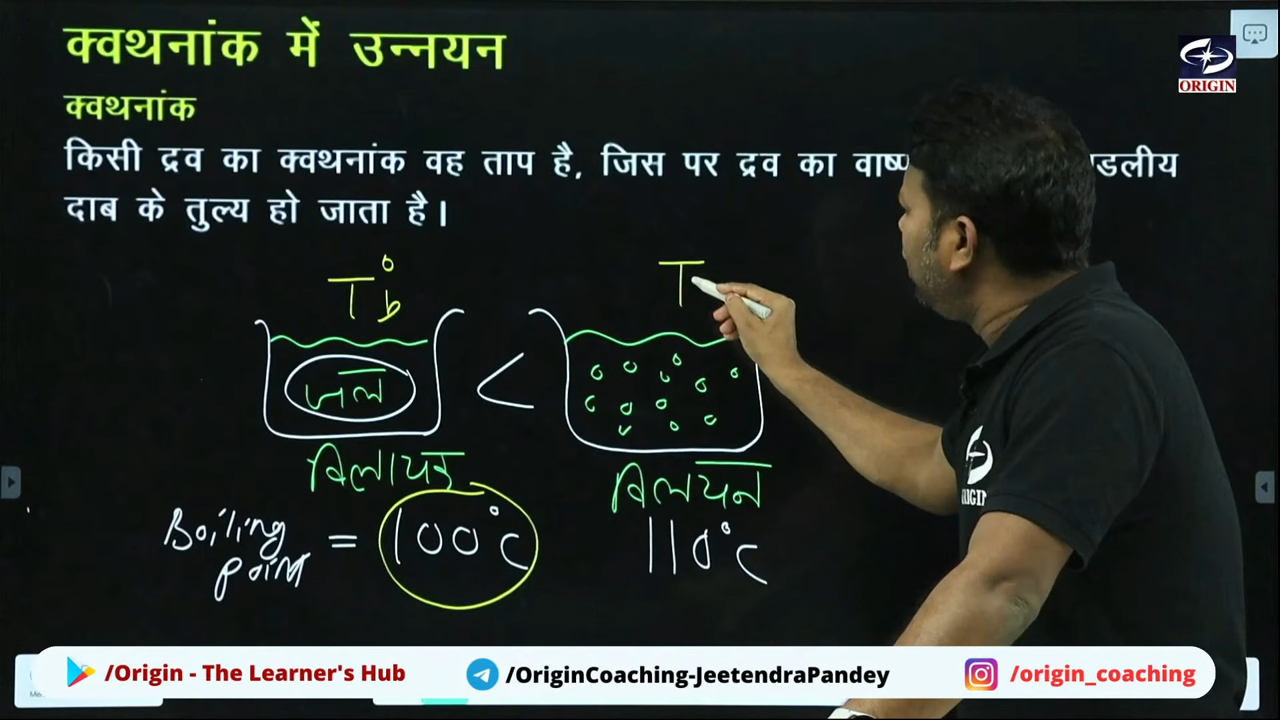 क्वथनांक में उन्नयन
ORIGIN
क्वथनांक
किसी द्रव का क्वथनांक वह ताप है, जिस पर द्रव का
दाब के तुल्य हो जाता है।
T°b
T
जल
<
विलायक
विलयन
ORIGIN
Boiling point = 100°C
110°C
/Origin - The Learner's Hub
/OriginCoaching-JeetendraPandey
/origin_coaching